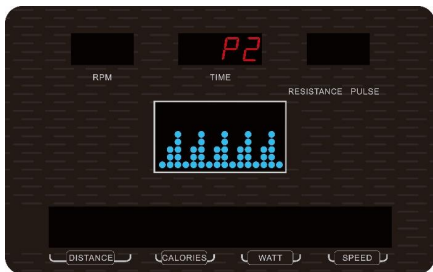 P2
RPM TIME
RESISTANCE PULSE
DISTANCE CALORIES WATT SPEED